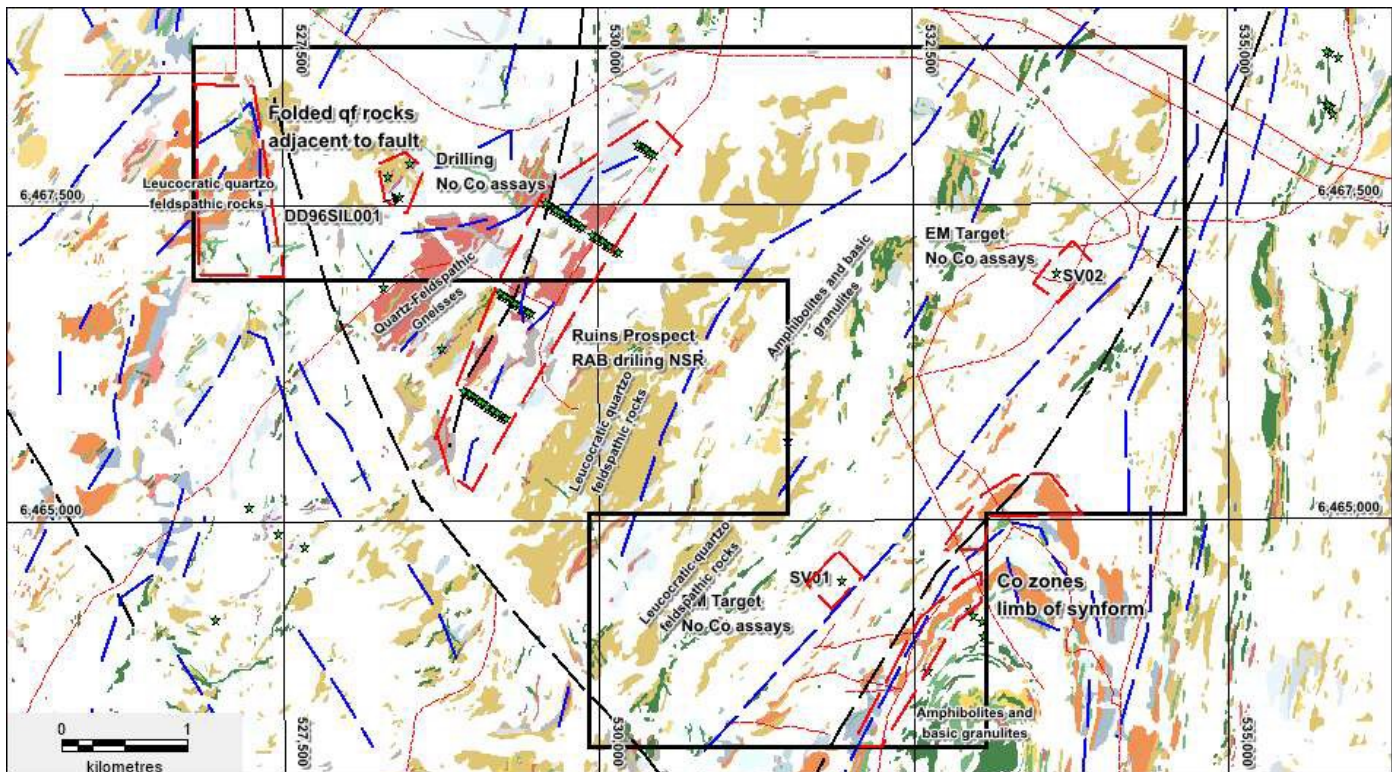 527,500
530,000
532,500
535,000
Folded qf rocks
adjacent to fault
Drilling
No Co assays
Leucocratic quartzo
feldspathic rocks
6,467,500
6,467,500
DD96SIL001
EM Target
No Co assays
SV02
Quartz-Feldspathic
Gneisses
Amphibolites and basic
granulites
Ruins Prospect
RAB driling NSR
Leucocratic quartzo
feldspathic rocks
6,465,000
6,465,000
Leucocratic quartzo
feldspathic rocks
SV01
Target
No Co assays
Co zones
limb of synform
Amphibolites and
basic granulites
0
1
kilometres
527,500
530,000
535,000